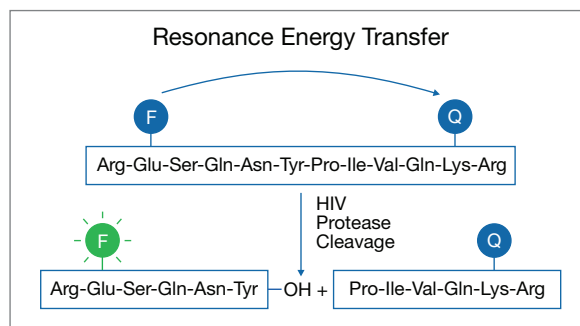 Resonance Energy Transfer
F
Q
Arg-Glu-Ser-Gln-Asn-Tyr-Pro-Ile-Val-Gln-Lys-Arg
HIV
Protease
Cleavage
F
Q
Arg-Glu-Ser-Gln-Asn-Tyr-OH + Pro-Ile-Val-Gln-Lys-Arg